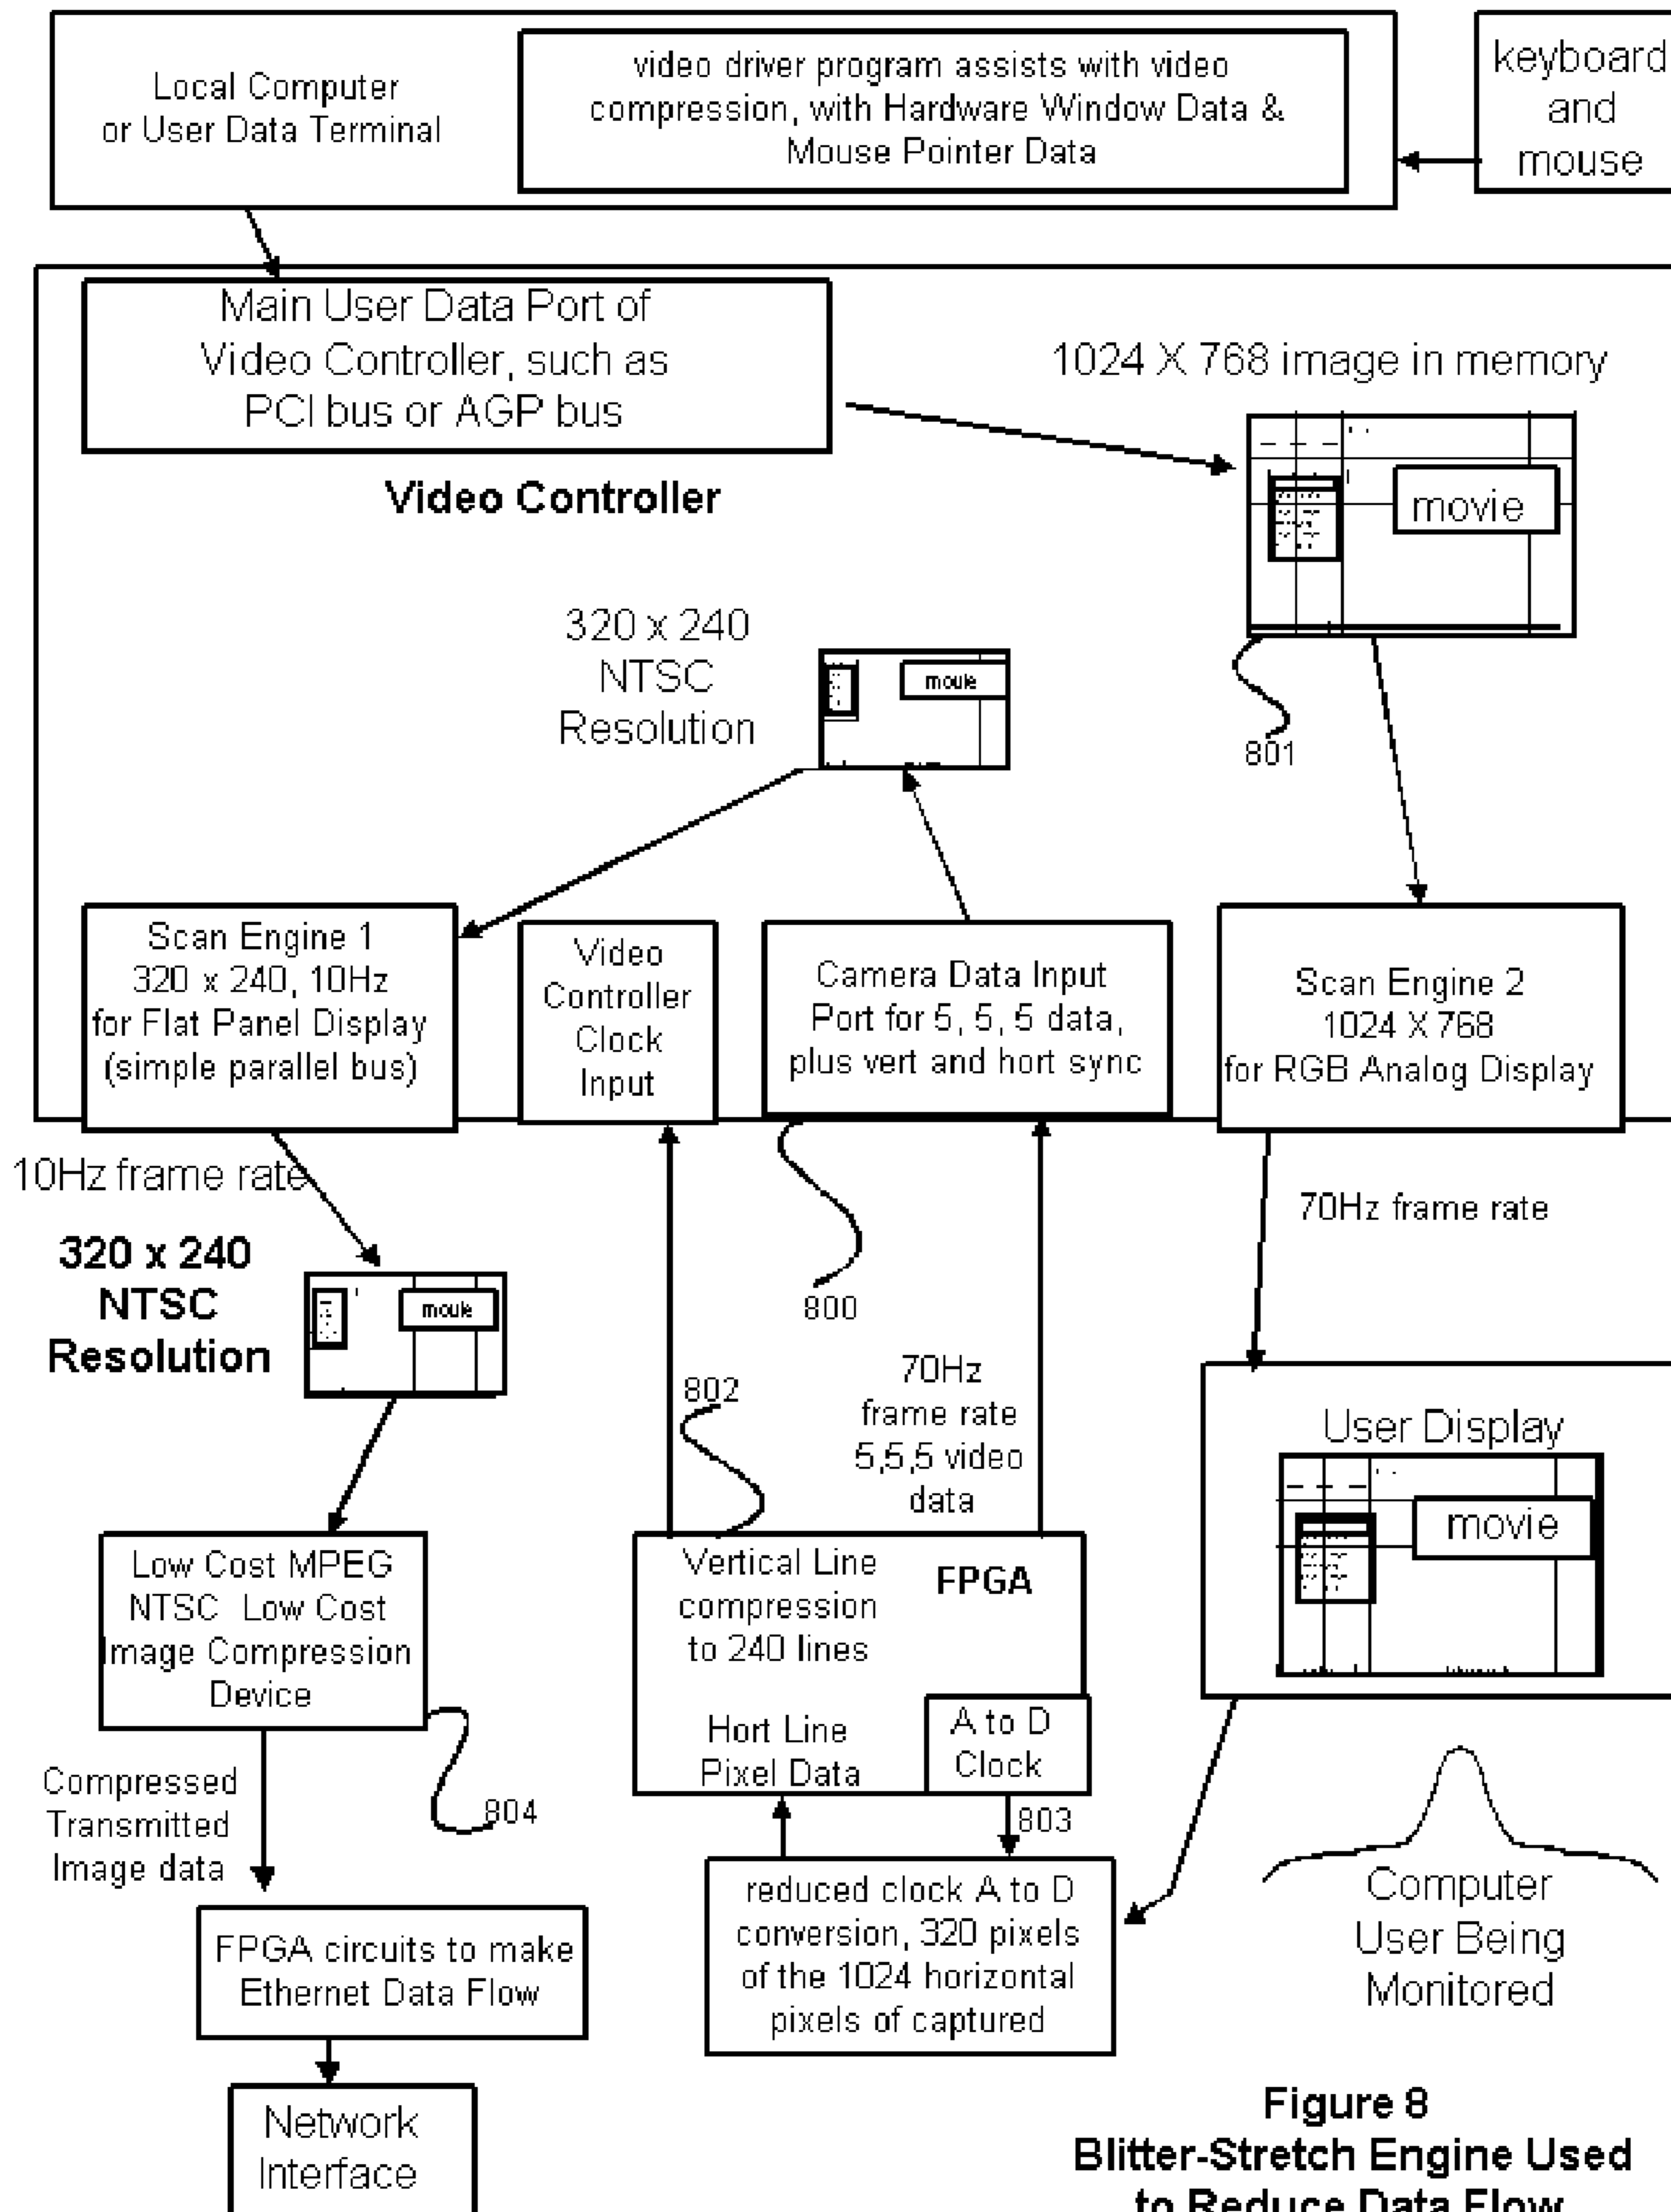 Local Computer
or User Data Terminal
video driver program assists with video
compression, with Hardware Window Data &
Mouse Pointer Data
keyboard
and
mouse
Main User Data Port of
Video Controller, such as
PCI bus or AGP bus
Video Controller
1024 X 768 image in memory
movie
801
320 x 240
NTSC
Resolution
movie
Scan Engine 1
320 x 240, 10Hz
for Flat Panel Display
(simple parallel bus)
Video
Controller
Clock
Input
Camera Data Input
Port for 5, 5, 5 data,
plus vert and hort sync
Scan Engine 2
1024 X 768
for RGB Analog Display
10Hz frame rate
320 x 240
NTSC
Resolution
movie
800
802
70Hz
frame rate
5,5,5 video
data
70Hz frame rate
User Display
movie
Low Cost MPEG
NTSC Low Cost
Image Compression
Device
804
Vertical Line
compression
to 240 lines
FPGA
Hort Line
Pixel Data
A to D
Clock
803
Compressed
Transmitted
Image data
reduced clock A to D
conversion, 320 pixels
of the 1024 horizontal
pixels of captured
Computer
User Being
Monitored
FPGA circuits to make
Ethernet Data Flow
Network
Interface
Figure 8
Blitter-Stretch Engine Used
to Reduce Data Flow